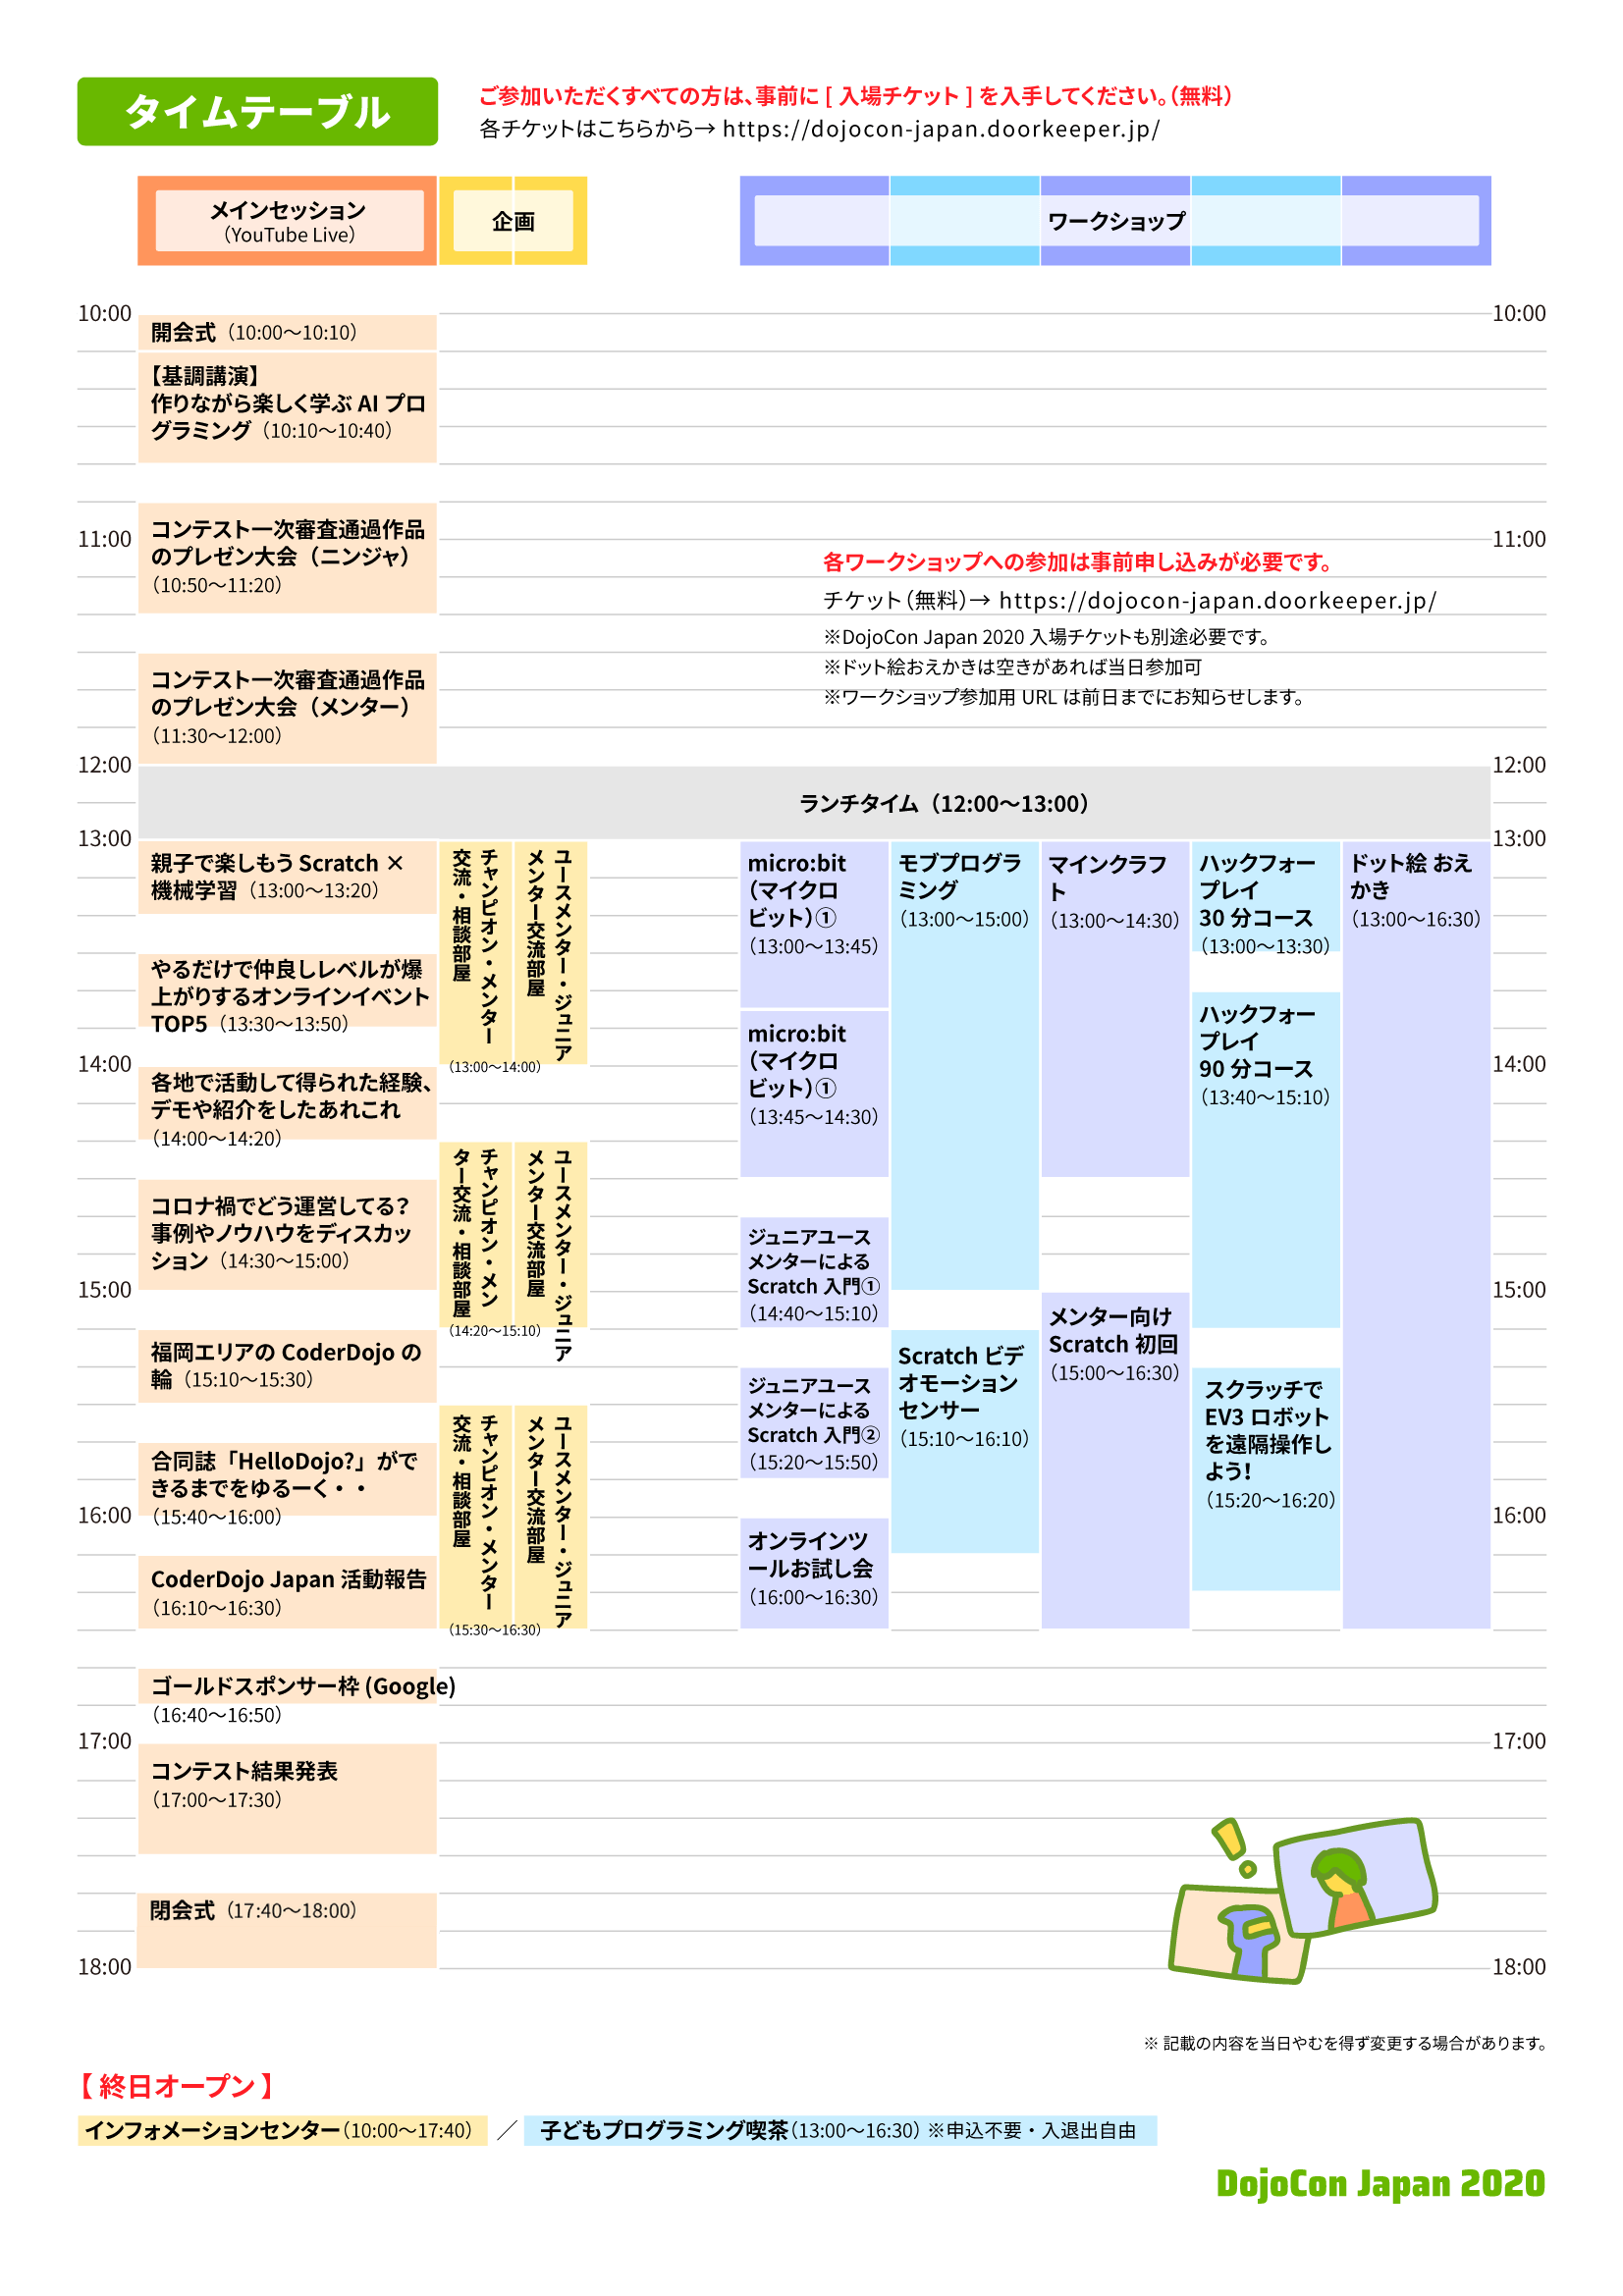 タイムテーブル
ご参加いただくすべての方は、事前に [ 入場チケット ] を入手してください。（無料）
各チケットはこちらから→ https://dojocon-japan.doorkeeper.jp/
メインセッション
（YouTube Live）
企画
ワークショップ
10:00
10:00
開会式（10:00〜10:10）
【基調講演】
作りながら楽しく学ぶ AI プロ
グラミング（10:10〜10:40）
11:00
11:00
コンテスト一次審査通過作品
のプレゼン大会（ニンジャ）
（10:50〜11:20）
各ワークショップへの参加は事前申し込みが必要です。
チケット（無料）→ https://dojocon-japan.doorkeeper.jp/
※DojoCon Japan 2020 入場チケットも別途必要です。
※ドット絵おえかきは空きがあれば当日参加可
※ワークショップ参加用 URL は前日までにお知らせします。
コンテスト一次審査通過作品
のプレゼン大会（メンター）
（11:30〜12:00）
12:00
12:00
ランチタイム（12:00〜13:00）
13:00
13:00
親子で楽しもう Scratch ×
機械学習（13:00〜13:20）
やるだけで仲良しレベルが爆
上がりするオンラインイベント
TOP5（13:30〜13:50）
14:00
14:00
各地で活動して得られた経験、
デモや紹介をしたあれこれ
（14:00〜14:20）
コロナ禍でどう運営してる？
事例やノウハウをディスカッ
ション（14:30〜15:00）
15:00
15:00
福岡エリアの CoderDojo の
輪（15:10〜15:30）
合同誌「HelloDojo?」がで
きるまでをゆるーく・・
（15:40〜16:00）
16:00
16:00
CoderDojo Japan 活動報告
（16:10〜16:30）
ゴールドスポンサー枠 (Google)
（16:40〜16:50）
17:00
17:00
コンテスト結果発表
（17:00〜17:30）
閉会式（17:40〜18:00）
18:00
18:00
チャンピオン・メンター
交流・相談部屋
ユースメンター・ジュニア
メンター交流部屋
（13:00〜14:00）
チャンピオン・メン
ター交流・相談部屋
ユースメンター・ジュニア
メンター交流部屋
（14:20〜15:10）
チャンピオン・メンター
交流・相談部屋
ユースメンター・ジュニア
メンター交流部屋
（15:30〜16:30）
micro:bit
（マイクロ
ビット）①
（13:00〜13:45）
micro:bit
（マイクロ
ビット）①
（13:45〜14:30）
ジュニアユース
メンターによる
Scratch 入門①
（14:40〜15:10）
ジュニアユース
メンターによる
Scratch 入門②
（15:20〜15:50）
オンラインツ
ールお試し会
（16:00〜16:30）
モブプログラ
ミング
（13:00〜15:00）
Scratch ビデ
オモーション
センサー
（15:10〜16:10）
マインクラフ
ト
（13:00〜14:30）
メンター向け
Scratch 初回
（15:00〜16:30）
ハックフォー
プレイ
30 分コース
（13:00〜13:30）
ハックフォー
プレイ
90 分コース
（13:40〜15:10）
スクラッチで
EV3 ロボット
を遠隔操作し
よう！
（15:20〜16:20）
ドット絵 おえ
かき
（13:00〜16:30）
※ 記載の内容を当日やむを得ず変更する場合があります。
【 終日オープン 】
インフォメーションセンター（10:00〜17:40） ／ 子どもプログラミング喫茶（13:00〜16:30） ※申込不要・入退出自由
DojoCon Japan 2020